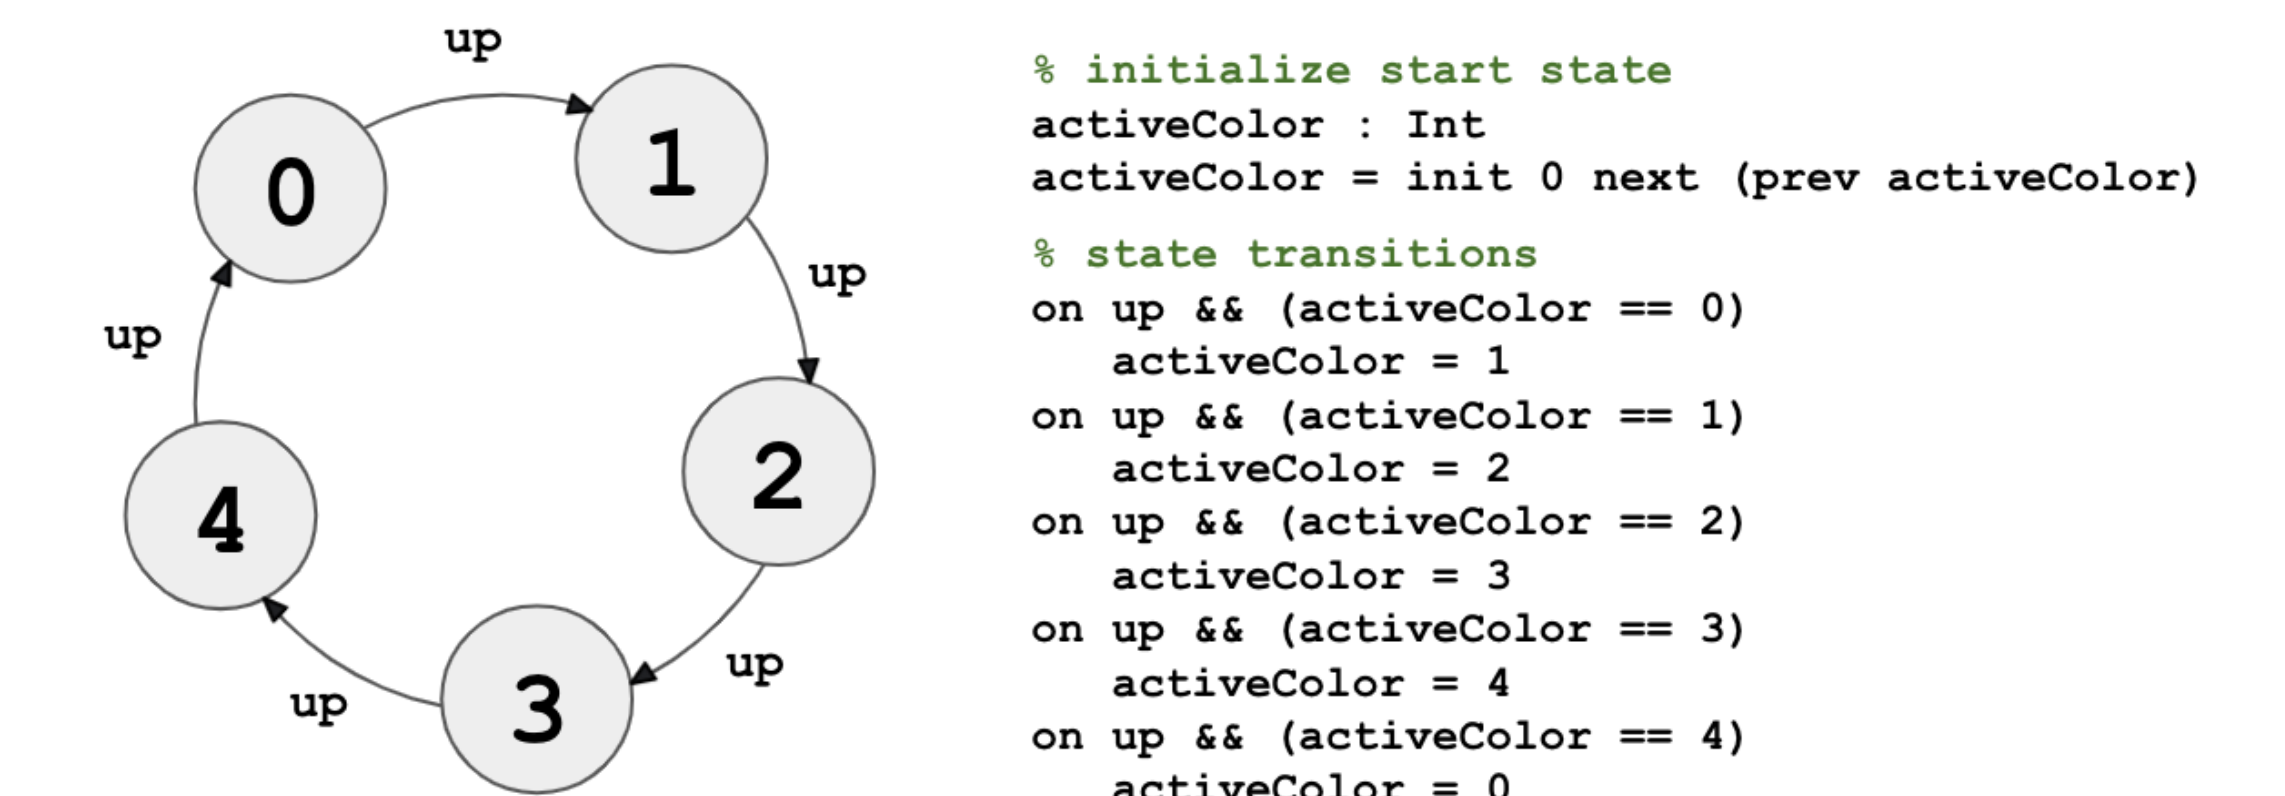 up
0
1
up
up
2
4
up
3
up
% initialize start state
activeColor : Int
activeColor = init 0 next (prev activeColor)
% state transitions
on up && (activeColor == 0)
activeColor = 1
on up && (activeColor == 1)
activeColor = 2
on up && (activeColor == 2)
activeColor = 3
on up && (activeColor == 3)
activeColor = 4
on up && (activeColor == 4)
activeColor = 0